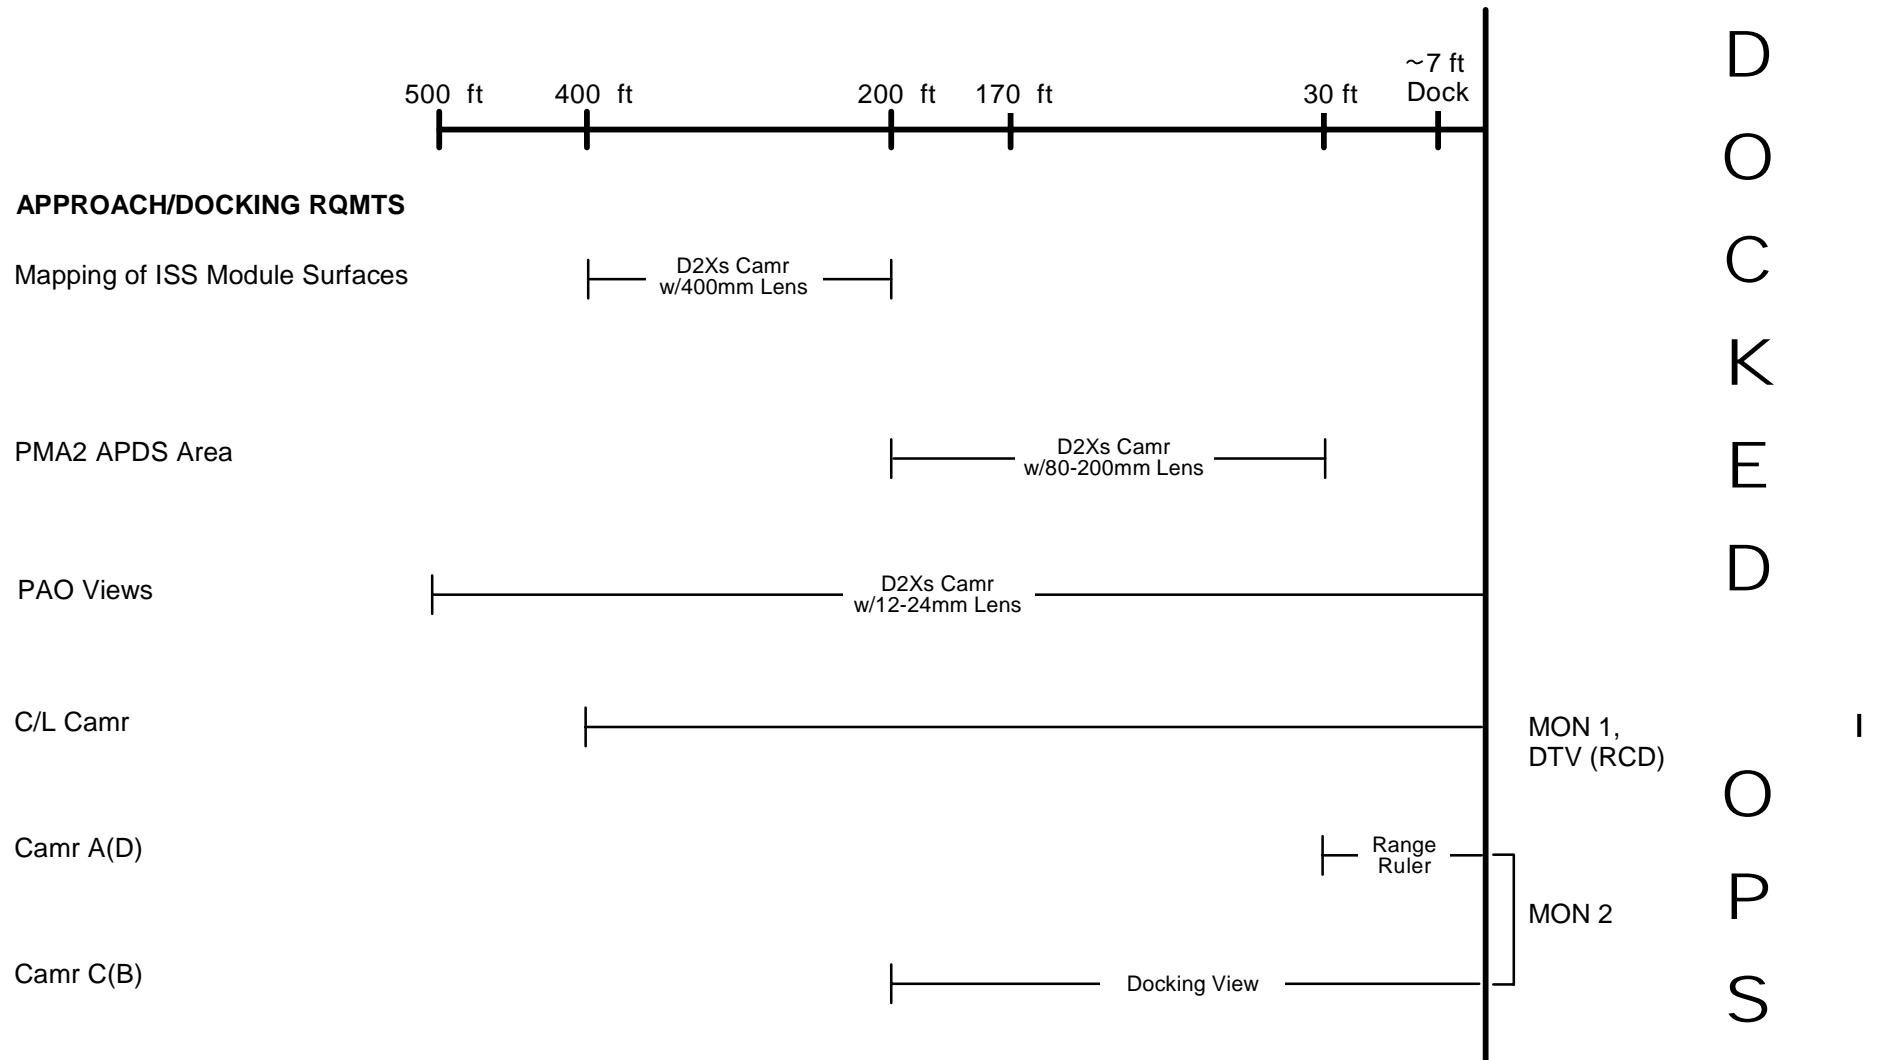 ~7 ft
500 ft 400 ft 200 ft 170 ft 30 ft Dock
APPROACH/DOCKING RQMTS
Mapping of ISS Module Surfaces
D2Xs Camr
w/400mm Lens
PMA2 APDS Area
D2Xs Camr
w/80-200mm Lens
PAO Views
D2Xs Camr
w/12-24mm Lens
C/L Camr
MON 1,
DTV (RCD)
Camr A(D)
Range
Ruler
MON 2
Camr C(B)
Docking View
DOCKED OPS